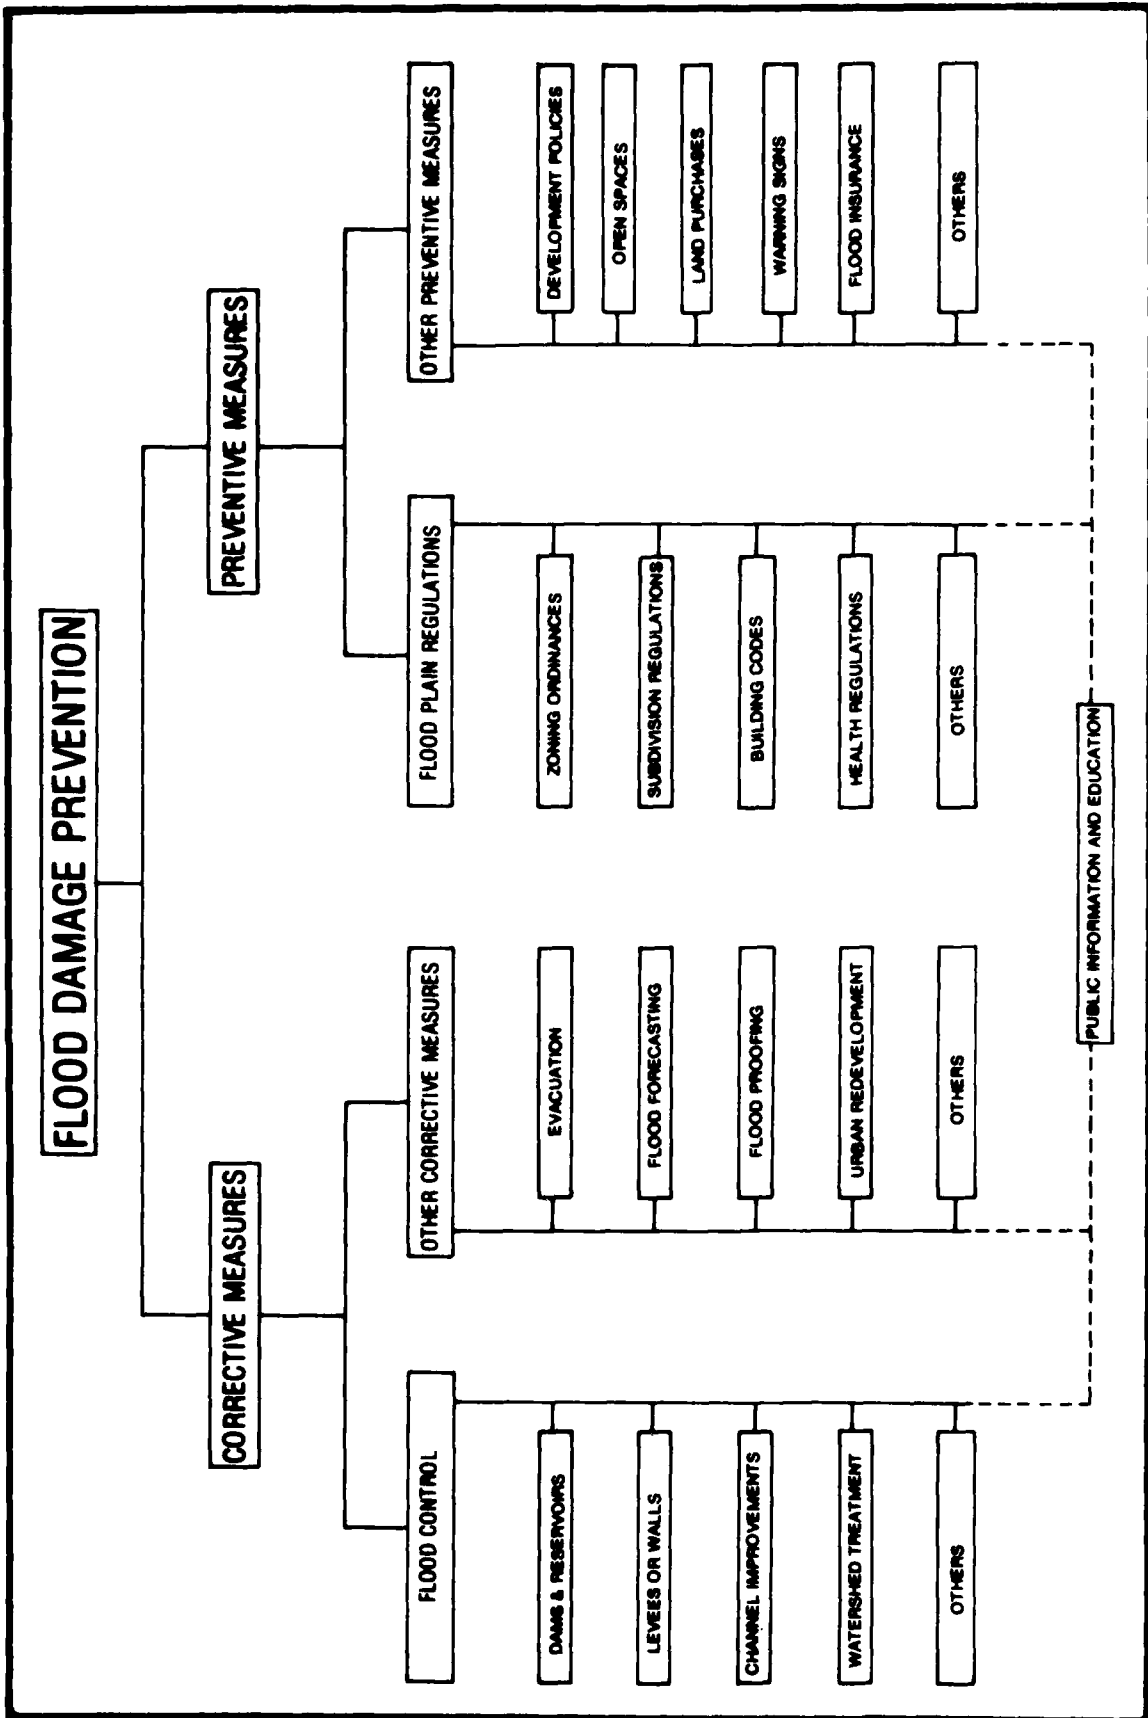 FLOOD DAMAGE PREVENTION
CORRECTIVE MEASURES
PREVENTIVE MEASURES
FLOOD CONTROL
OTHER CORRECTIVE MEASURES
FLOOD PLAIN REGULATIONS
OTHER PREVENTIVE MEASURES
DAMS & RESERVOIRS
LEVEES OR WALLS
CHANNEL IMPROVEMENTS
WATERSHED TREATMENT
OTHERS
EVACUATION
FLOOD FORECASTING
FLOOD PROOFING
URBAN REDEVELOPMENT
OTHERS
ZONING ORDINANCES
SUBDIVISION REGULATIONS
BUILDING CODES
HEALTH REGULATIONS
OTHERS
DEVELOPMENT POLICIES
OPEN SPACES
LAND PURCHASES
WARNING SIGNS
FLOOD INSURANCE
OTHERS
PUBLIC INFORMATION AND EDUCATION